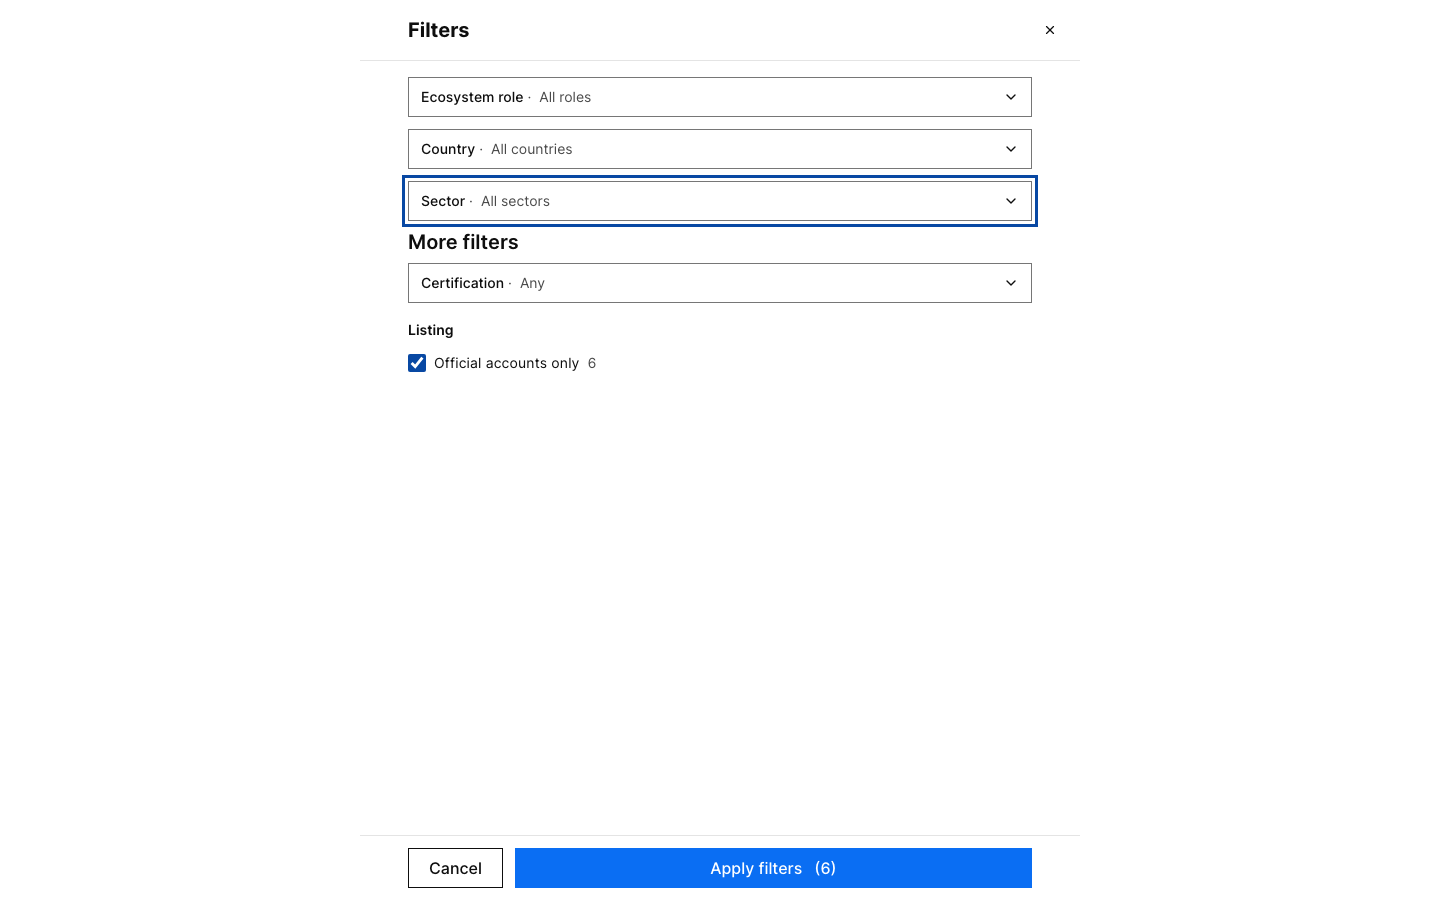 Filters
Ecosystem role · All roles
Country · All countries
Sector · All sectors
More filters
Certification · Any
Listing
Official accounts only 6
Cancel
Apply filters (6)